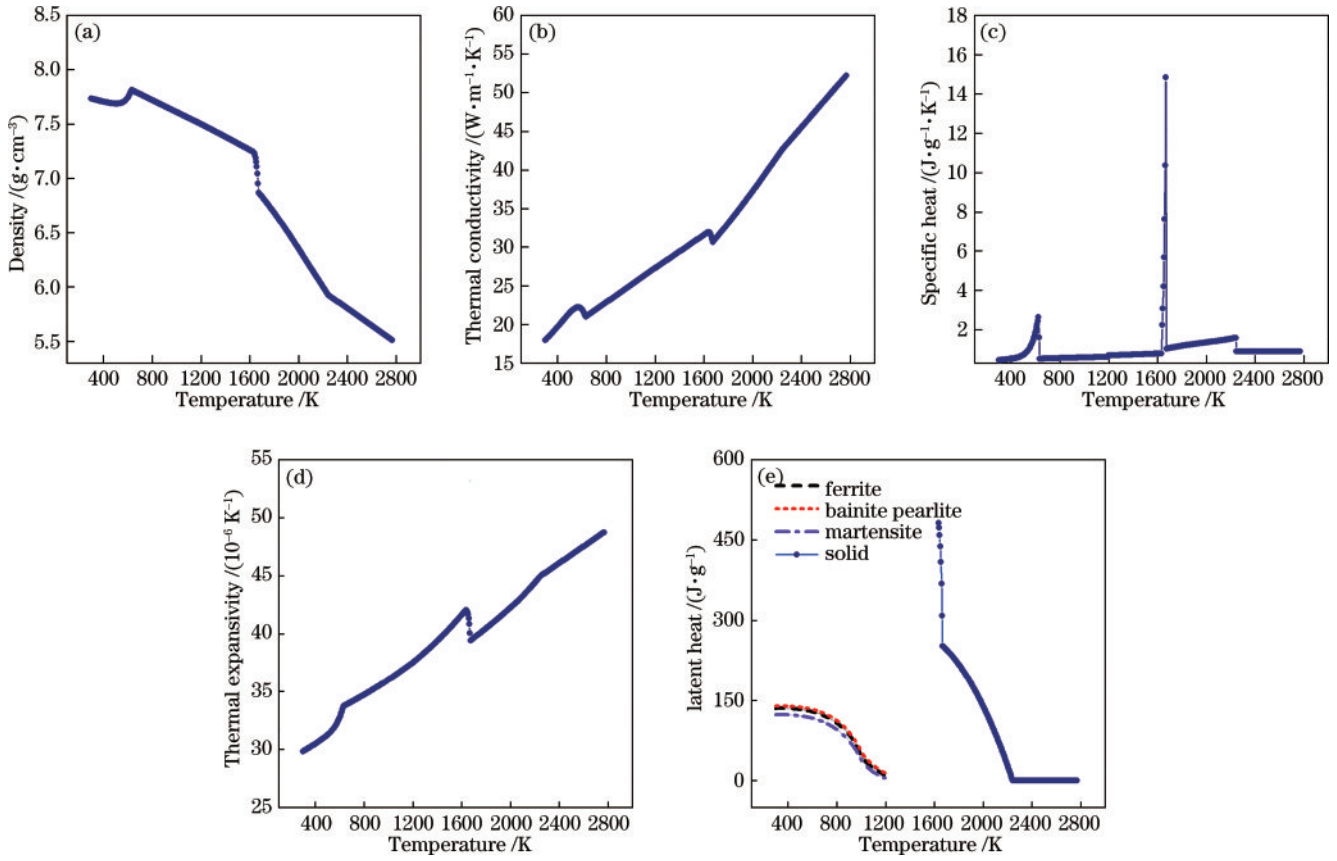 (a)
8.5
8.0
7.5
7.0
6.5
6.0
5.5
Density /(g·cm⁻³)
400 800 1200 1600 2000 2400 2800
Temperature /K
(b)
60
55
50
45
40
35
30
25
20
15
Thermal conductivity /(W·m⁻¹·K⁻¹)
400 800 1200 1600 2000 2400 2800
Temperature /K
(c)
18
16
14
12
10
8
6
4
2
Specific heat /(J·g⁻¹·K⁻¹)
400 800 1200 1600 2000 2400 2800
Temperature /K
(d)
55
50
45
40
35
30
25
Thermal expansivity /(10⁻⁶ K⁻¹)
400 800 1200 1600 2000 2400 2800
Temperature /K
(e)
600
450
300
150
0
latent heat /(J·g⁻¹)
ferrite
bainite pearlite
martensite
solid
400 800 1200 1600 2000 2400 2800
Temperature /K